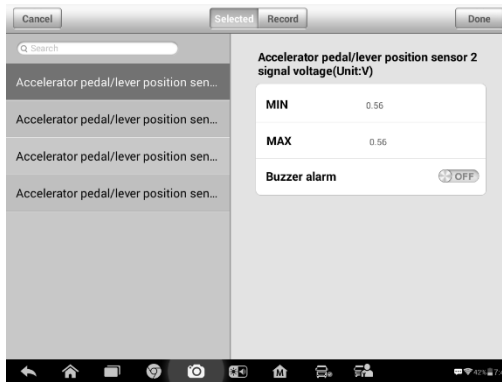 Cancel
Selected
Record
Done
Search
Accelerator pedal/lever position sen...
Accelerator pedal/lever position sen...
Accelerator pedal/lever position sen...
Accelerator pedal/lever position sen...
Accelerator pedal/lever position sensor 2
signal voltage(Unit:V)
MIN 0.56
MAX 0.56
Buzzer alarm OFF
42%